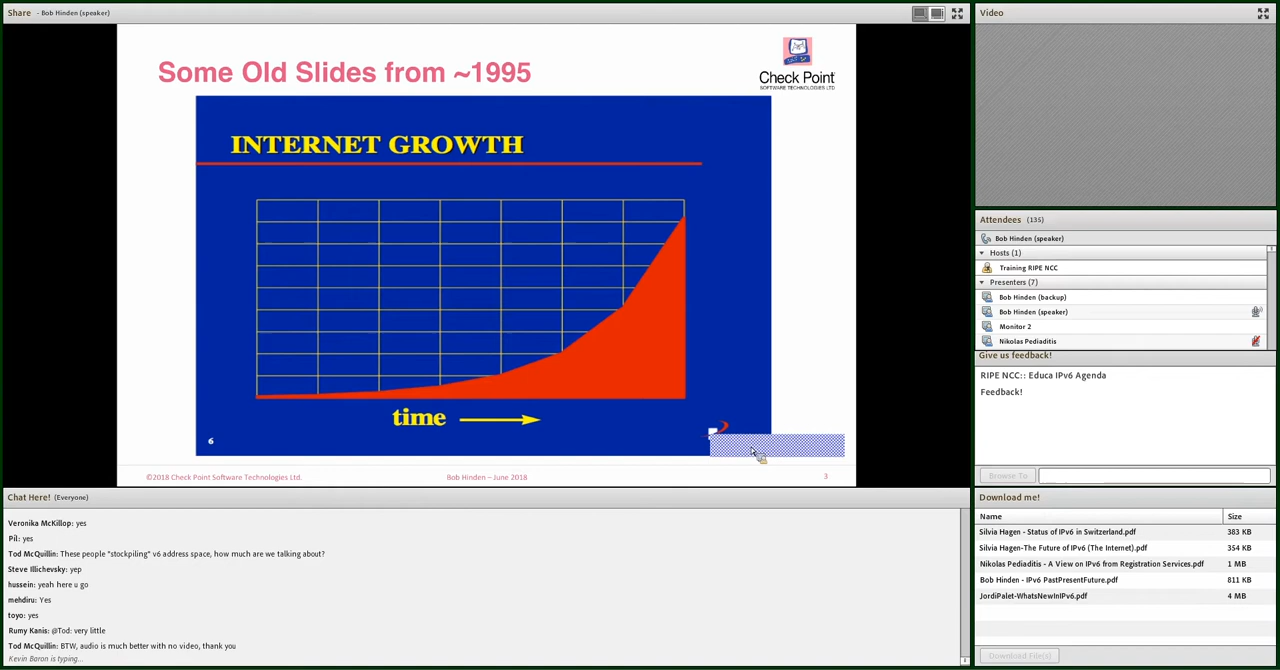 Share - Bob Hinden (speaker)
Some Old Slides from ~1995
Check Point
SOFTWARE TECHNOLOGIES LTD
INTERNET GROWTH
time
6
©2018 Check Point Software Technologies Ltd.
Bob Hinden – June 2018
3
Chat Here! (Everyone)
Veronika McKillop: yes
Pil: yes
Tod McQuillin: These people "stockpiling" v6 address space, how much are we talking about?
Steve Illichevsky: yep
hussein: yeah here u go
mehdiru: Yes
toyo: yes
Rumy Kanis: @Tod: very little
Tod McQuillin: BTW, audio is much better with no video, thank you
Kevin Baron is typing...
Video
Attendees (135)
Bob Hinden (speaker)
Hosts (1)
Training RIPE NCC
Presenters (7)
Bob Hinden (backup)
Bob Hinden (speaker)
Monitor 2
Nikolas Pediaditis
Give us feedback!
RIPE NCC:: Educa IPv6 Agenda
Feedback!
Browse To
Download me!
Name Size
Silvia Hagen - Status of IPv6 in Switzerland.pdf 383 KB
Silvia Hagen-The Future of IPv6 (The Internet).pdf 354 KB
Nikolas Pediaditis - A View on IPv6 from Registration Services.pdf 1 MB
Bob Hinden - IPv6 PastPresentFuture.pdf 811 KB
JordiPalet-WhatsNewInIPv6.pdf 4 MB
Download File(s)